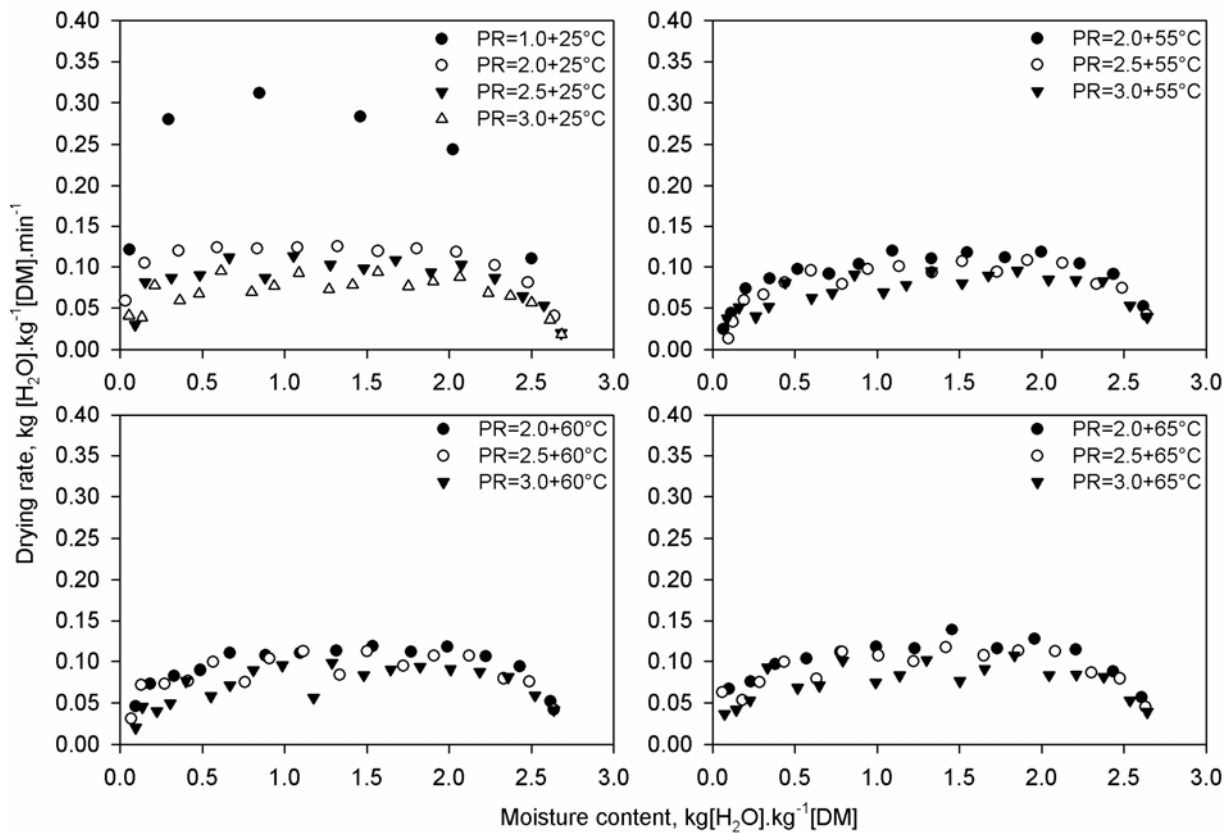 0.40
0.35
0.30
0.25
0.20
0.15
0.10
0.05
0.00
0.0 0.5 1.0 1.5 2.0 2.5 3.0
PR=1.0+25°C
PR=2.0+25°C
PR=2.5+25°C
PR=3.0+25°C
0.40
0.35
0.30
0.25
0.20
0.15
0.10
0.05
0.00
0.0 0.5 1.0 1.5 2.0 2.5 3.0
PR=2.0+55°C
PR=2.5+55°C
PR=3.0+55°C
0.40
0.35
0.30
0.25
0.20
0.15
0.10
0.05
0.00
0.0 0.5 1.0 1.5 2.0 2.5 3.0
PR=2.0+60°C
PR=2.5+60°C
PR=3.0+60°C
0.40
0.35
0.30
0.25
0.20
0.15
0.10
0.05
0.00
0.0 0.5 1.0 1.5 2.0 2.5 3.0
PR=2.0+65°C
PR=2.5+65°C
PR=3.0+65°C
Drying rate, kg [H₂O].kg⁻¹[DM].min⁻¹
Moisture content, kg[H₂O].kg⁻¹[DM]